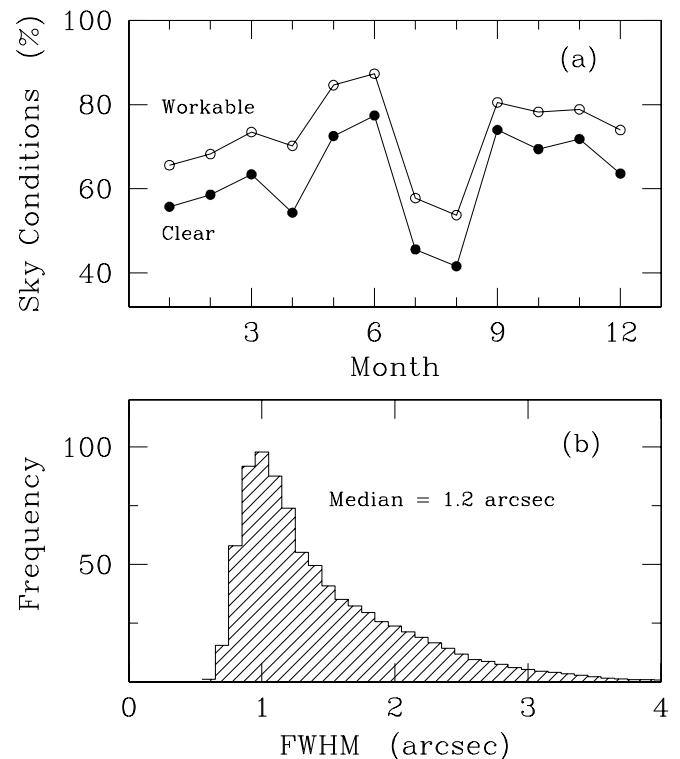 100
80
60
40
Sky Conditions (%)
(a)
Workable
Clear
3 6 9 12
Month
100
50
Frequency
(b)
Median = 1.2 arcsec
0 1 2 3 4
FWHM (arcsec)